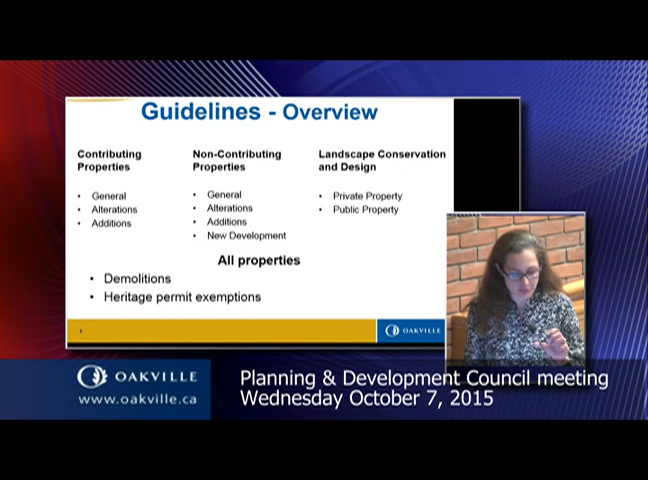 Guidelines - Overview
Contributing
Properties
• General
• Alterations
• Additions
Non-Contributing
Properties
• General
• Alterations
• Additions
• New Development
Landscape Conservation
and Design
• Private Property
• Public Property
All properties
• Demolitions
• Heritage permit exemptions
OAKVILLE
OAKVILLE
www.oakville.ca
Planning & Development Council meeting
Wednesday October 7, 2015